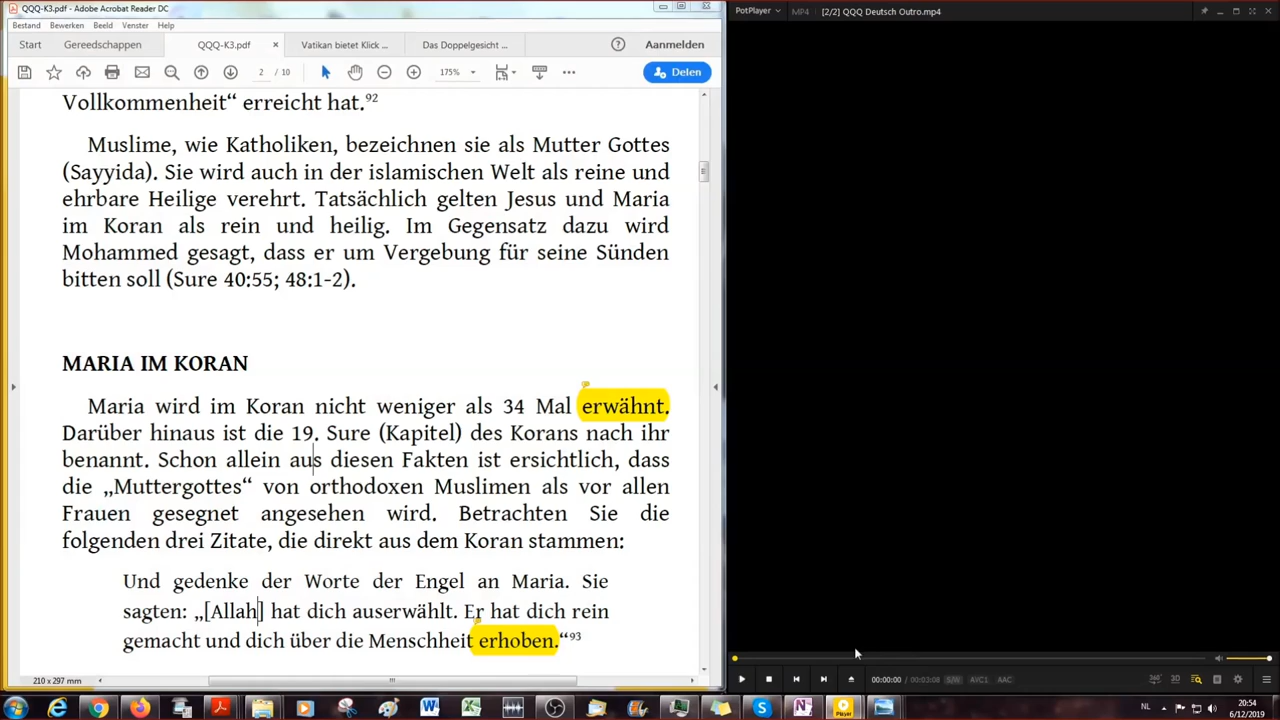 QQQ-K3.pdf - Adobe Acrobat Reader DC
Bestand Bewerken Beeld Venster Help
Start Gereedschappen QQQ-K3.pdf × Vatikan bietet Klick ... Das Doppelgesicht ... Aanmelden
2 / 10 175% Delen
Vollkommenheit“ erreicht hat.92
Muslime, wie Katholiken, bezeichnen sie als Mutter Gottes
(Sayyida). Sie wird auch in der islamischen Welt als reine und
ehrbare Heilige verehrt. Tatsächlich gelten Jesus und Maria
im Koran als rein und heilig. Im Gegensatz dazu wird
Mohammed gesagt, dass er um Vergebung für seine Sünden
bitten soll (Sure 40:55; 48:1-2).
MARIA IM KORAN
Maria wird im Koran nicht weniger als 34 Mal erwähnt.
Darüber hinaus ist die 19. Sure (Kapitel) des Korans nach ihr
benannt. Schon allein aus diesen Fakten ist ersichtlich, dass
die „Muttergottes“ von orthodoxen Muslimen als vor allen
Frauen gesegnet angesehen wird. Betrachten Sie die
folgenden drei Zitate, die direkt aus dem Koran stammen:
Und gedenke der Worte der Engel an Maria. Sie
sagten: „[Allah] hat dich auserwählt. Er hat dich rein
gemacht und dich über die Menschheit erhoben.“93
210 x 297 mm
PotPlayer MP4 [2/2] QQQ Deutsch Outro.mp4
00:00:00 / 00:03:08 S/W AVC1 AAC 360° 3D
NL 20:54
6/12/2019